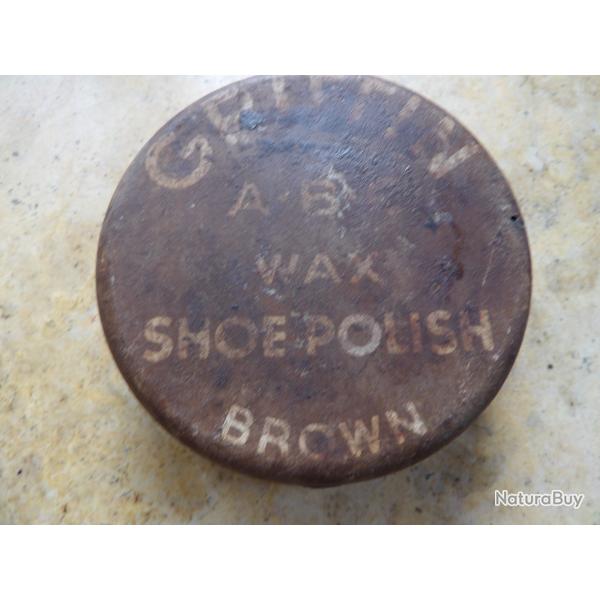 GRIFFIN
A·B·C
WAX
SHOE POLISH
BROWN
NaturaBuy